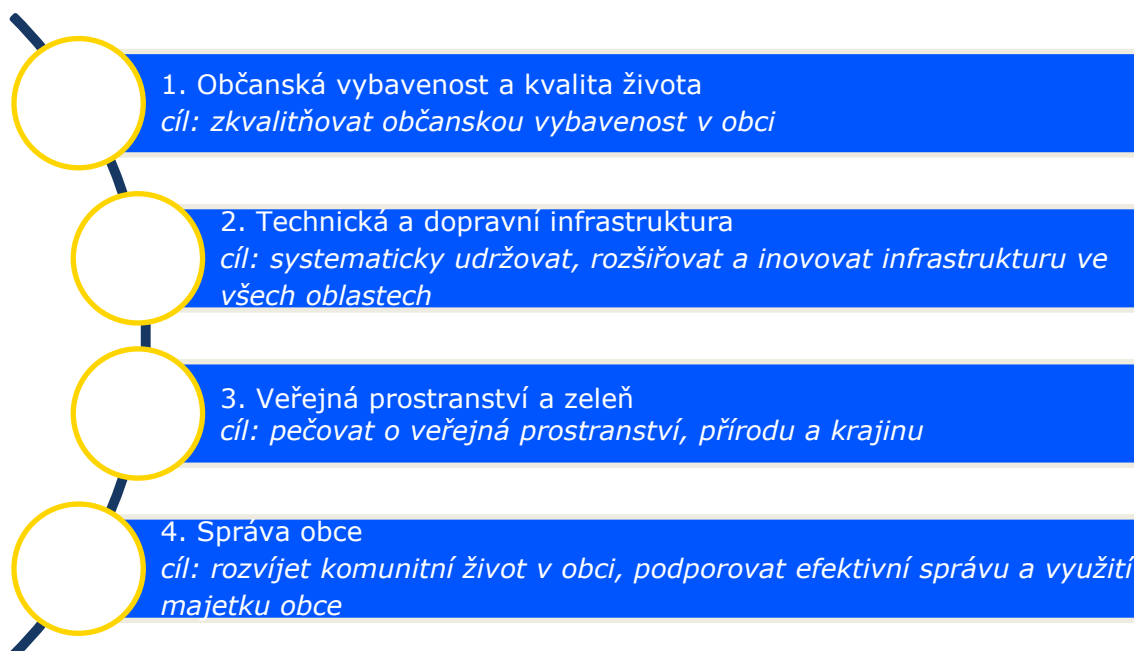 1. Občanská vybavenost a kvalita života
cíl: zkvalitňovat občanskou vybavenost v obci
2. Technická a dopravní infrastruktura
cíl: systematicky udržovat, rozšiřovat a inovovat infrastrukturu ve
všech oblastech
3. Veřejná prostranství a zeleň
cíl: pečovat o veřejná prostranství, přírodu a krajinu
4. Správa obce
cíl: rozvíjet komunitní život v obci, podporovat efektivní správu a využití
majetku obce